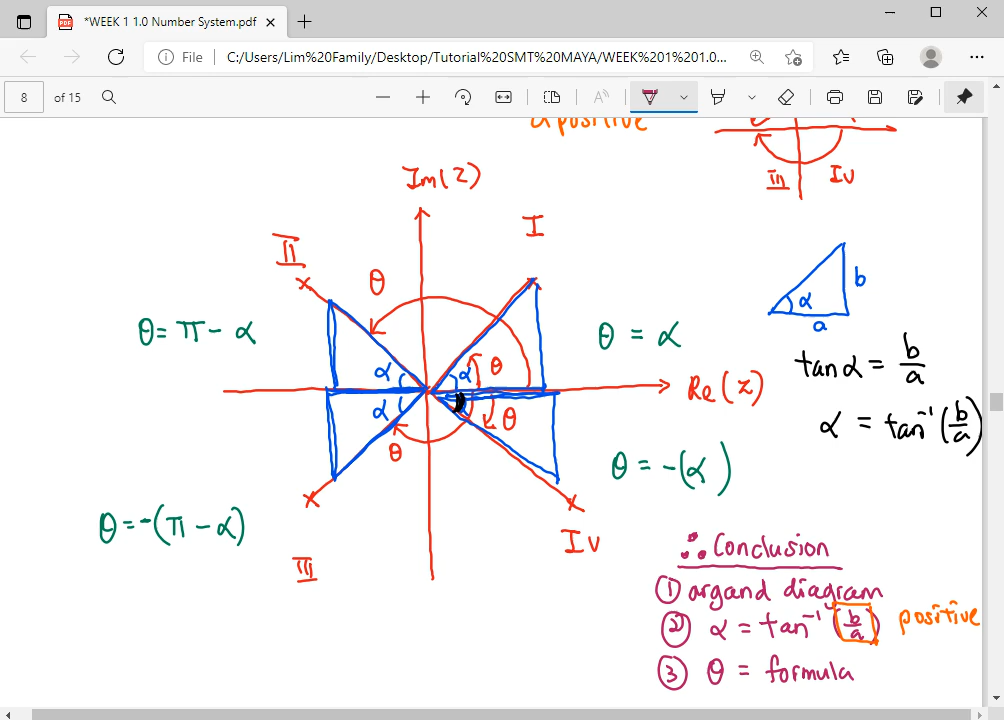 *WEEK 1 1.0 Number System.pdf
File
C:/Users/Lim%20Family/Desktop/Tutorial%20SMT%20MAYA/WEEK%201%201.0...
8 of 15
a positive
III IV
Im(z)
I
II
θ
b
α
a
θ = π - α
θ = α
tan α = b/a
α α θ
Re(z)
α θ
θ
α = tan⁻¹(b/a)
θ = -(α)
θ = -(π - α)
IV
III
∴ Conclusion
① argand diagram
② α = tan⁻¹(b/a) positive
③ θ = formula